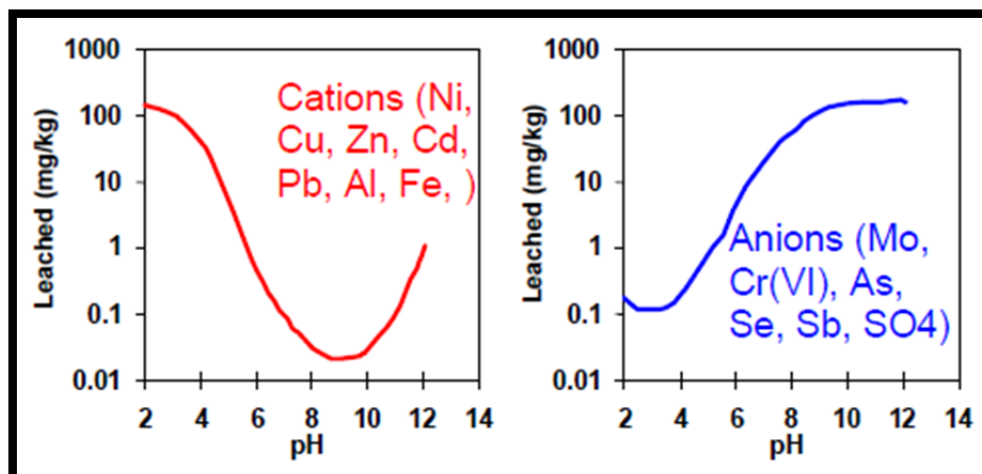 1000
100
10
1
0.1
0.01
Leached (mg/kg)
Cations (Ni,
Cu, Zn, Cd,
Pb, Al, Fe, )
2 4 6 8 10 12 14
pH
1000
100
10
1
0.1
0.01
Leached (mg/kg)
Anions (Mo,
Cr(VI), As,
Se, Sb, SO4)
2 4 6 8 10 12 14
pH